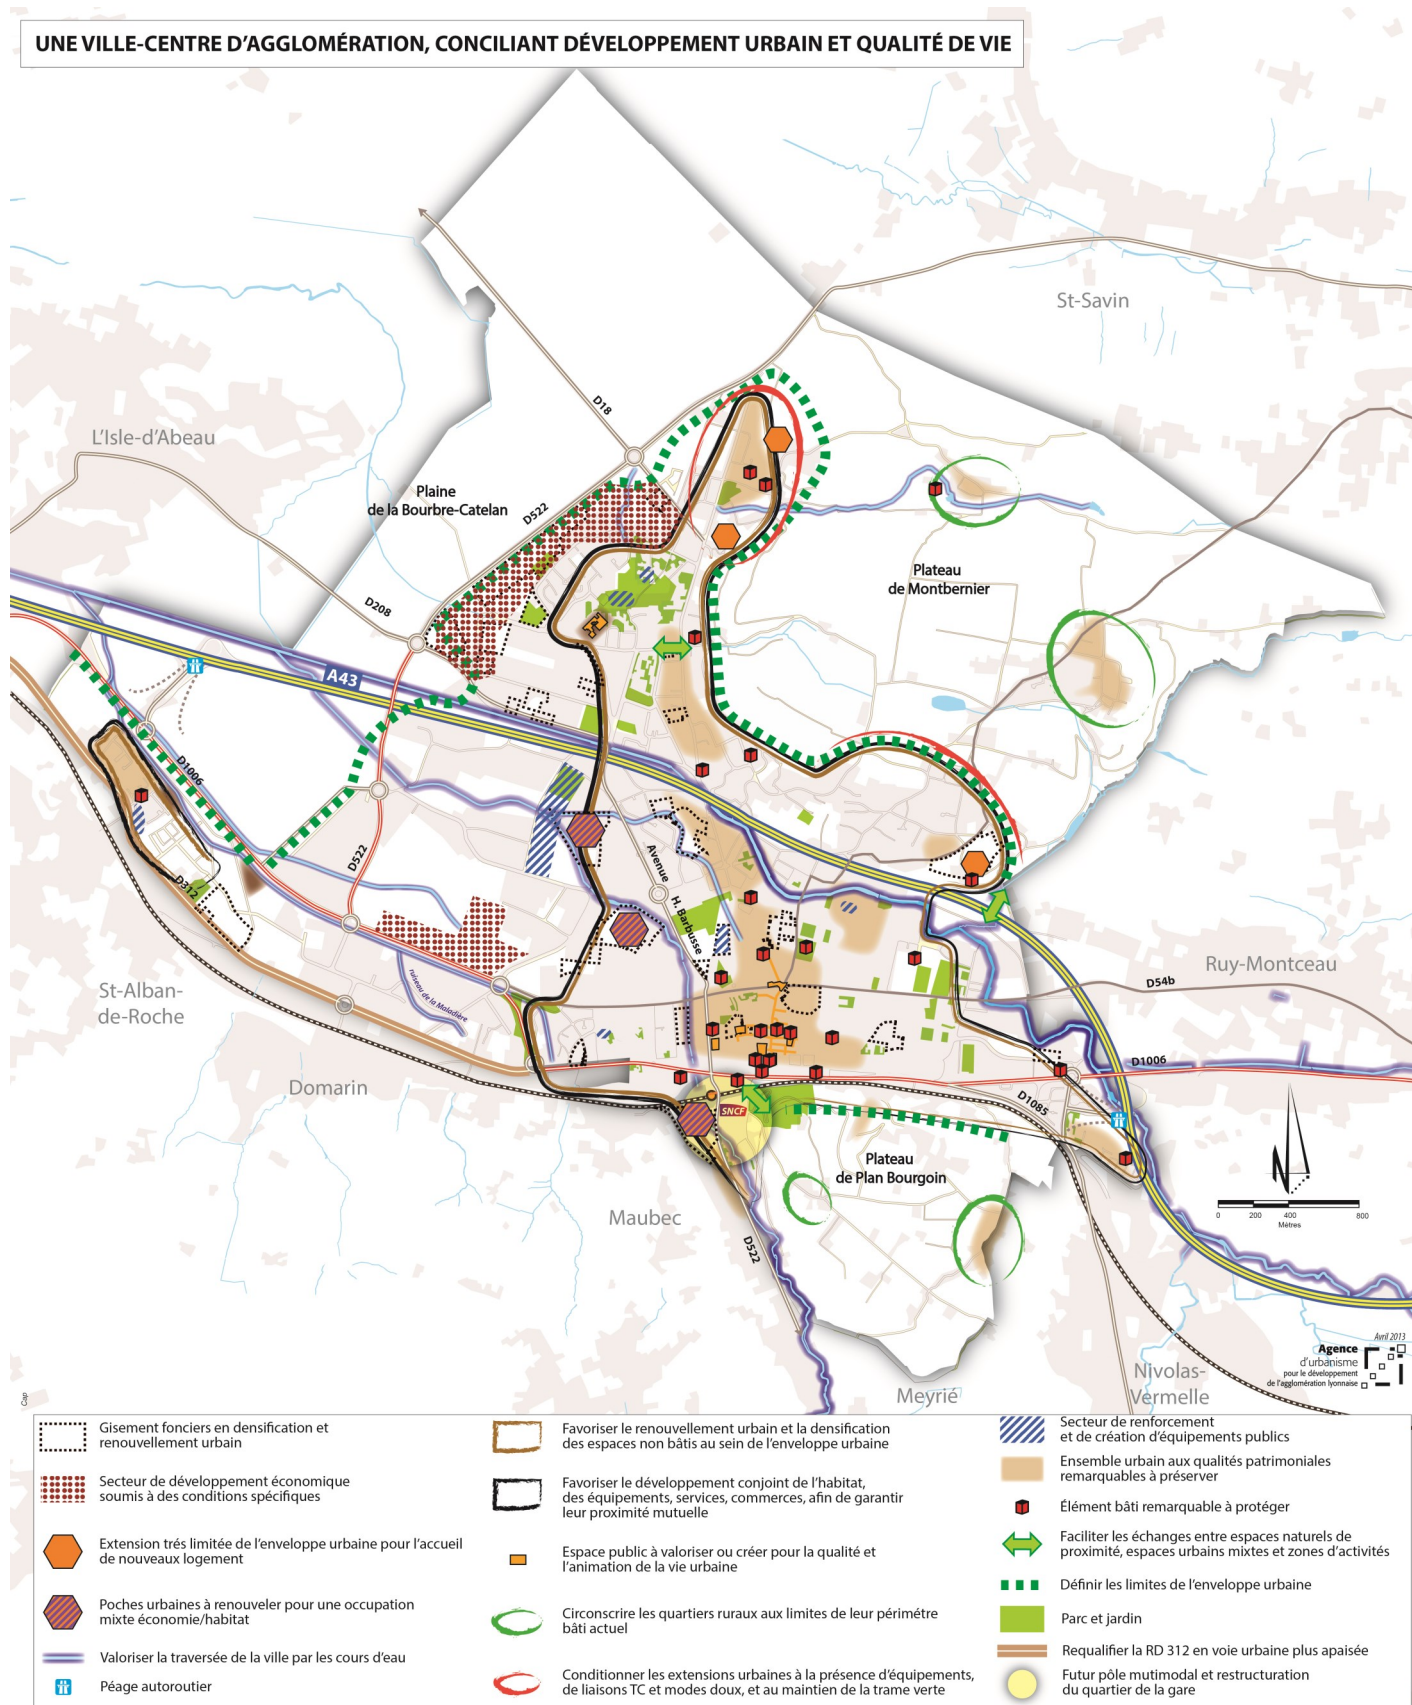 UNE VILLE-CENTRE D'AGGLOMÉRATION, CONCILIANT DÉVELOPPEMENT URBAIN ET QUALITÉ DE VIE
St-Savin
D18
L'Isle-d'Abeau
Plaine
de la Bourbre-Catelan
D522
Plateau
de Montbernier
D208
A43
D1006
D522
Avenue
H. Barbusse
D312
ruiseau de la Maladière
St-Alban-
de-Roche
Ruy-Montceau
D54b
Domarin
D1006
SNCF
D1085
Plateau
de Plan Bourgoin
Maubec
D522
N
0 200 400 800
Mètres
Nivolas-
Vermelle
Meyrié
Avril 2013
Agence
d'urbanisme
pour le développement
de l'agglomération lyonnaise
Cap
Gisement fonciers en densification et
renouvellement urbain
Secteur de développement économique
soumis à des conditions spécifiques
Extension trés limitée de l'enveloppe urbaine pour l'accueil
de nouveaux logement
Poches urbaines à renouveler pour une occupation
mixte économie/habitat
Valoriser la traversée de la ville par les cours d'eau
Péage autoroutier
Favoriser le renouvellement urbain et la densification
des espaces non bâtis au sein de l'enveloppe urbaine
Favoriser le développement conjoint de l'habitat,
des équipements, services, commerces, afin de garantir
leur proximité mutuelle
Espace public à valoriser ou créer pour la qualité et
l'animation de la vie urbaine
Circonscrire les quartiers ruraux aux limites de leur périmétre
bâti actuel
Conditionner les extensions urbaines à la présence d'équipements,
de liaisons TC et modes doux, et au maintien de la trame verte
Secteur de renforcement
et de création d'équipements publics
Ensemble urbain aux qualités patrimoniales
remarquables à préserver
Élément bâti remarquable à protéger
Faciliter les échanges entre espaces naturels de
proximité, espaces urbains mixtes et zones d'activités
Définir les limites de l'enveloppe urbaine
Parc et jardin
Requalifier la RD 312 en voie urbaine plus apaisée
Futur pôle mutimodal et restructuration
du quartier de la gare